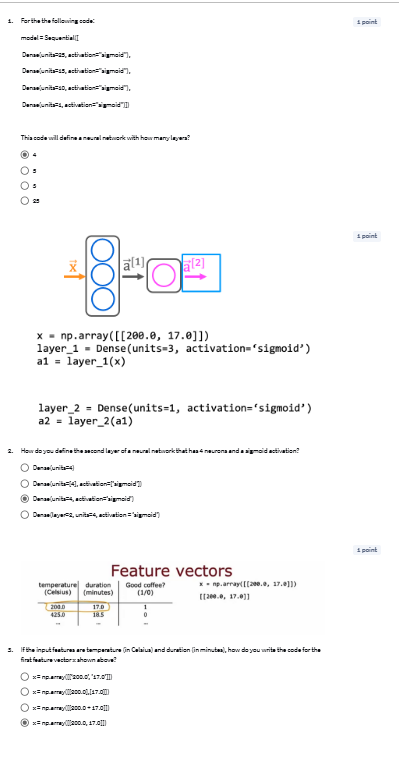 1. For the the following code:
1 point
model = Sequential([
Dense(units=25, activation="sigmoid"),
Dense(units=15, activation="sigmoid"),
Dense(units=10, activation="sigmoid"),
Dense(units=1, activation="sigmoid")])
This code will define a neural network with how many layers?
4
5
25
1 point
x⃗
a⃗[1]
a⃗[2]
x = np.array([[200.0, 17.0]])
layer_1 = Dense(units=3, activation=‘sigmoid’)
a1 = layer_1(x)
layer_2 = Dense(units=1, activation=‘sigmoid’)
a2 = layer_2(a1)
2. How do you define the second layer of a neural network that has 4 neurons and a sigmoid activation?
Dense(units=4)
Dense(units=[4], activation=['sigmoid'])
Dense(units=4, activation='sigmoid')
Dense(layer=2, units=4, activation = 'sigmoid')
1 point
Feature vectors
temperature duration Good coffee? x = np.array([[200.0, 17.0]])
(Celsius) (minutes) (1/0) [[200.0, 17.0]]
200.0 17.0 1
425.0 18.5 0
... ... ...
3. If the input features are temperature (in Celsius) and duration (in minutes), how do you write the code for the
first feature vector x shown above?
x = np.array([['200.0', '17.0']])
x = np.array([[200.0],[17.0]])
x = np.array([[200.0 + 17.0]])
x = np.array([[200.0, 17.0]])